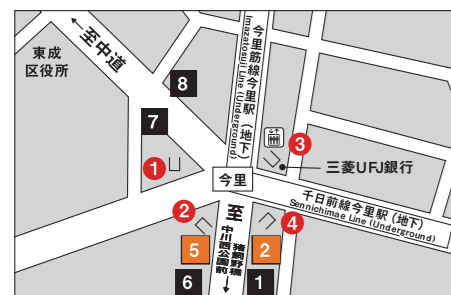 東成
区役所
至中道
8
7
今里筋線今里駅(地下)
Imazatosuji Line (Underground)
3
三菱UFJ銀行
1
今里
千日前線今里駅(地下)
Sennichimae Line (Underground)
2
4
至
猪飼野橋
中川西公園前
5
2
6
1